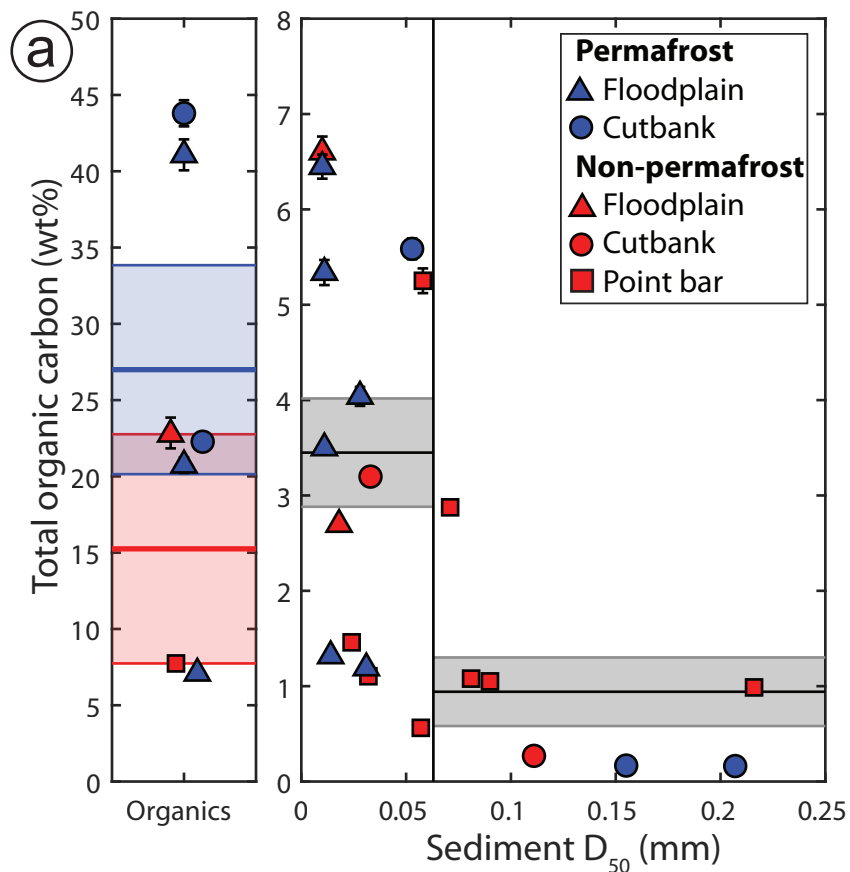 a
Total organic carbon (wt%)
50
45
40
35
30
25
20
15
10
5
0
Organics
8
7
6
5
4
3
2
1
0
0
0.05
0.1
0.15
0.2
0.25
Sediment D₅₀ (mm)
Permafrost
Floodplain
Cutbank
Non-permafrost
Floodplain
Cutbank
Point bar